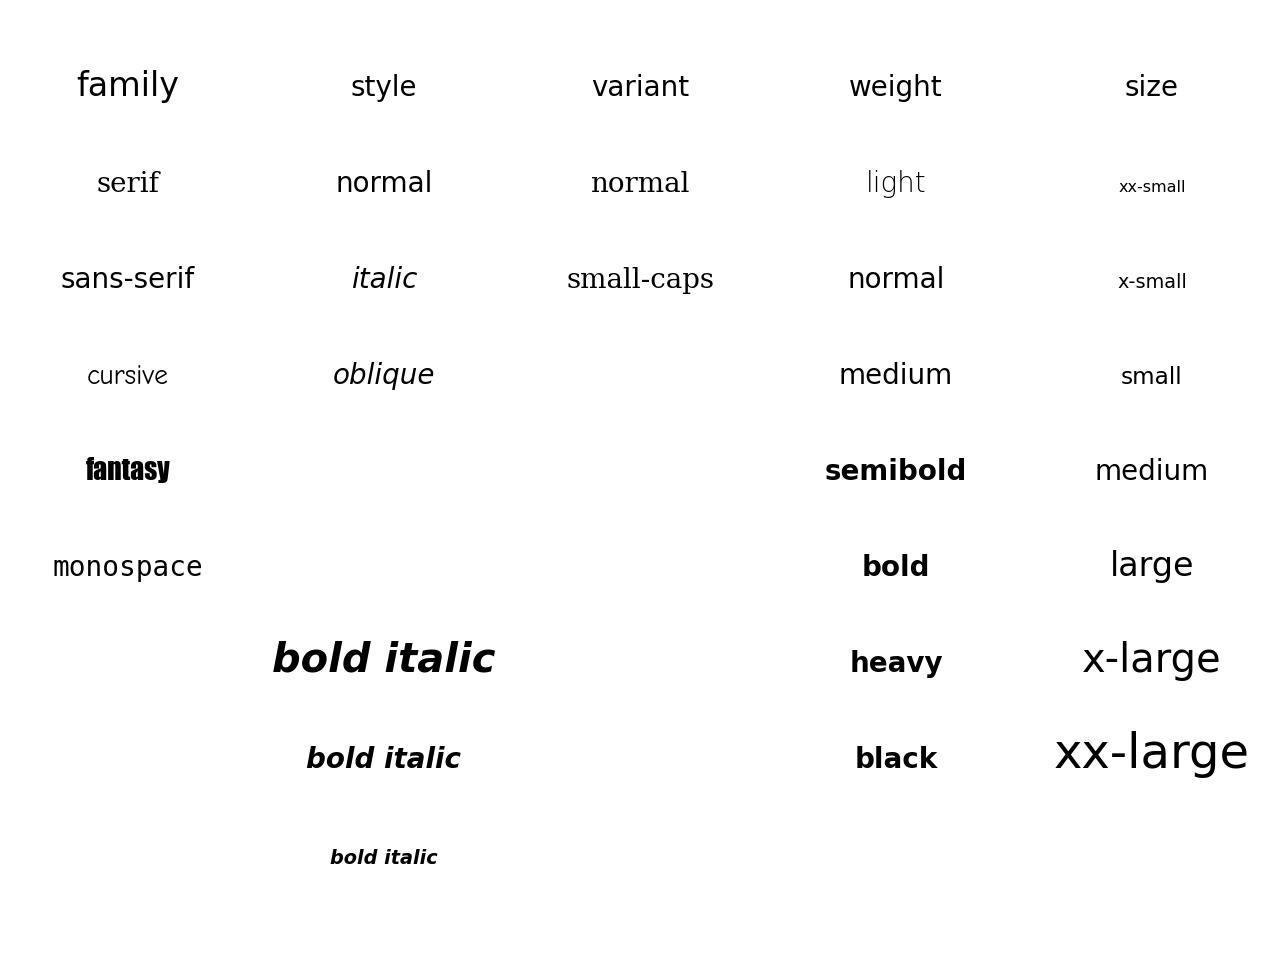 family style variant weight size
serif normal normal light xx-small
sans-serif italic small-caps normal x-small
cursive oblique medium small
fantasy semibold medium
monospace bold large
bold italic heavy x-large
bold italic black xx-large
bold italic